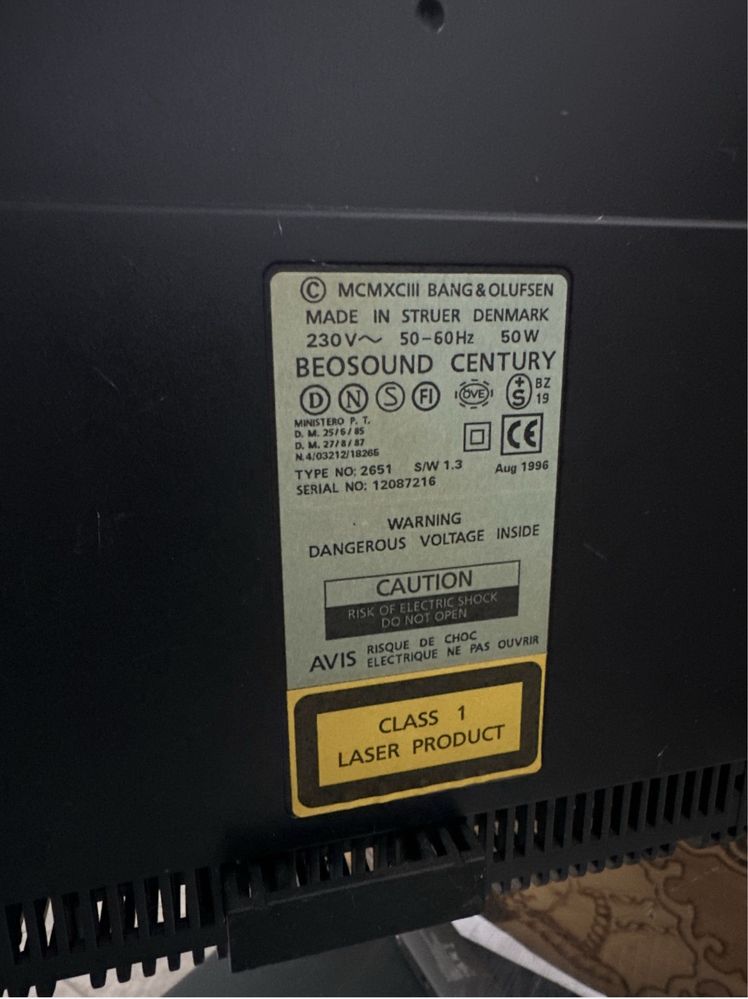 © MCMXCIII BANG & OLUFSEN
MADE IN STRUER DENMARK
230V~ 50-60Hz 50W
BEOSOUND CENTURY
D N S FI ÖVE +S BZ 19
MINISTERO P. T.
D. M. 25/6/85
D. M. 27/8/87
N.4/03212/18266
CE
TYPE NO: 2651 S/W 1.3 Aug 1996
SERIAL NO: 12087216
WARNING
DANGEROUS VOLTAGE INSIDE
CAUTION
RISK OF ELECTRIC SHOCK
DO NOT OPEN
AVIS RISQUE DE CHOC
ELECTRIQUE NE PAS OUVRIR
CLASS 1
LASER PRODUCT